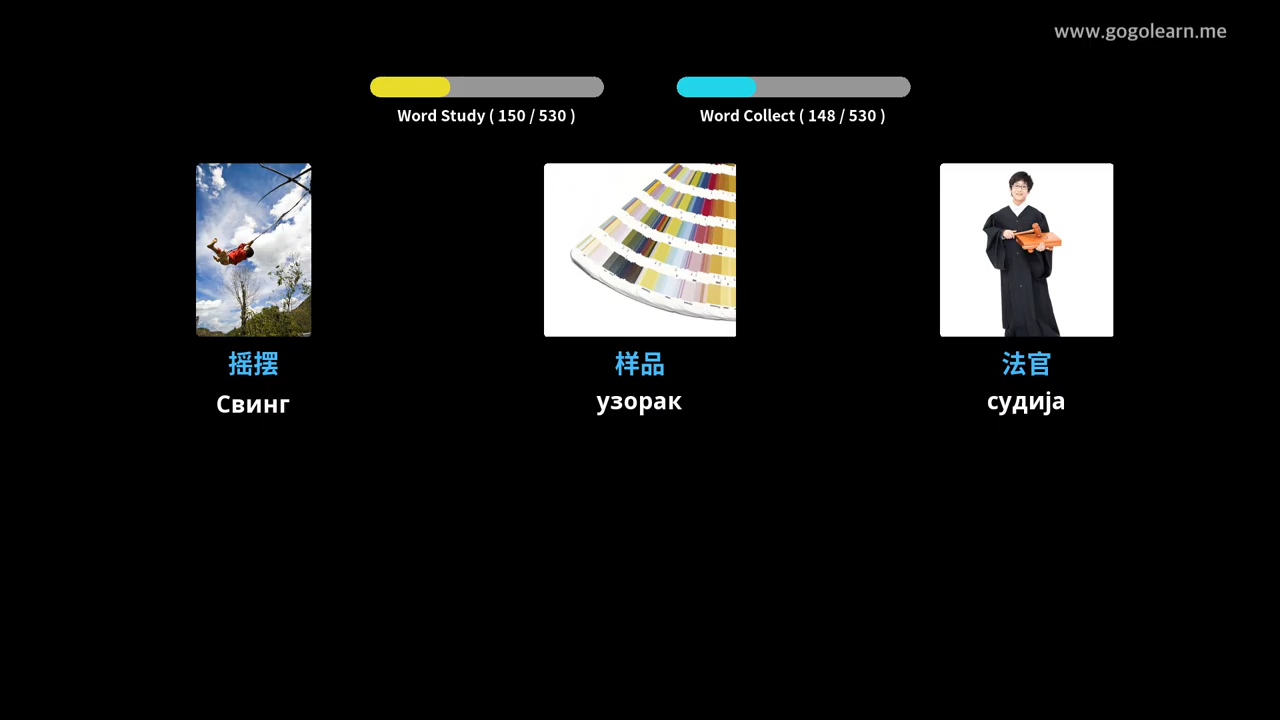 www.gogolearn.me
Word Study ( 150 / 530 )
Word Collect ( 148 / 530 )
摇摆
样品
法官
Свинг
узорак
судија